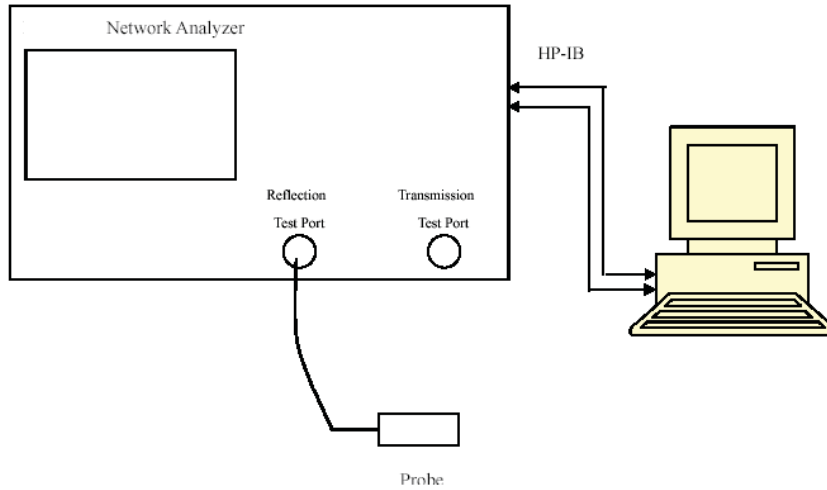 Network Analyzer
HP-IB
Reflection
Test Port
Transmission
Test Port
Probe